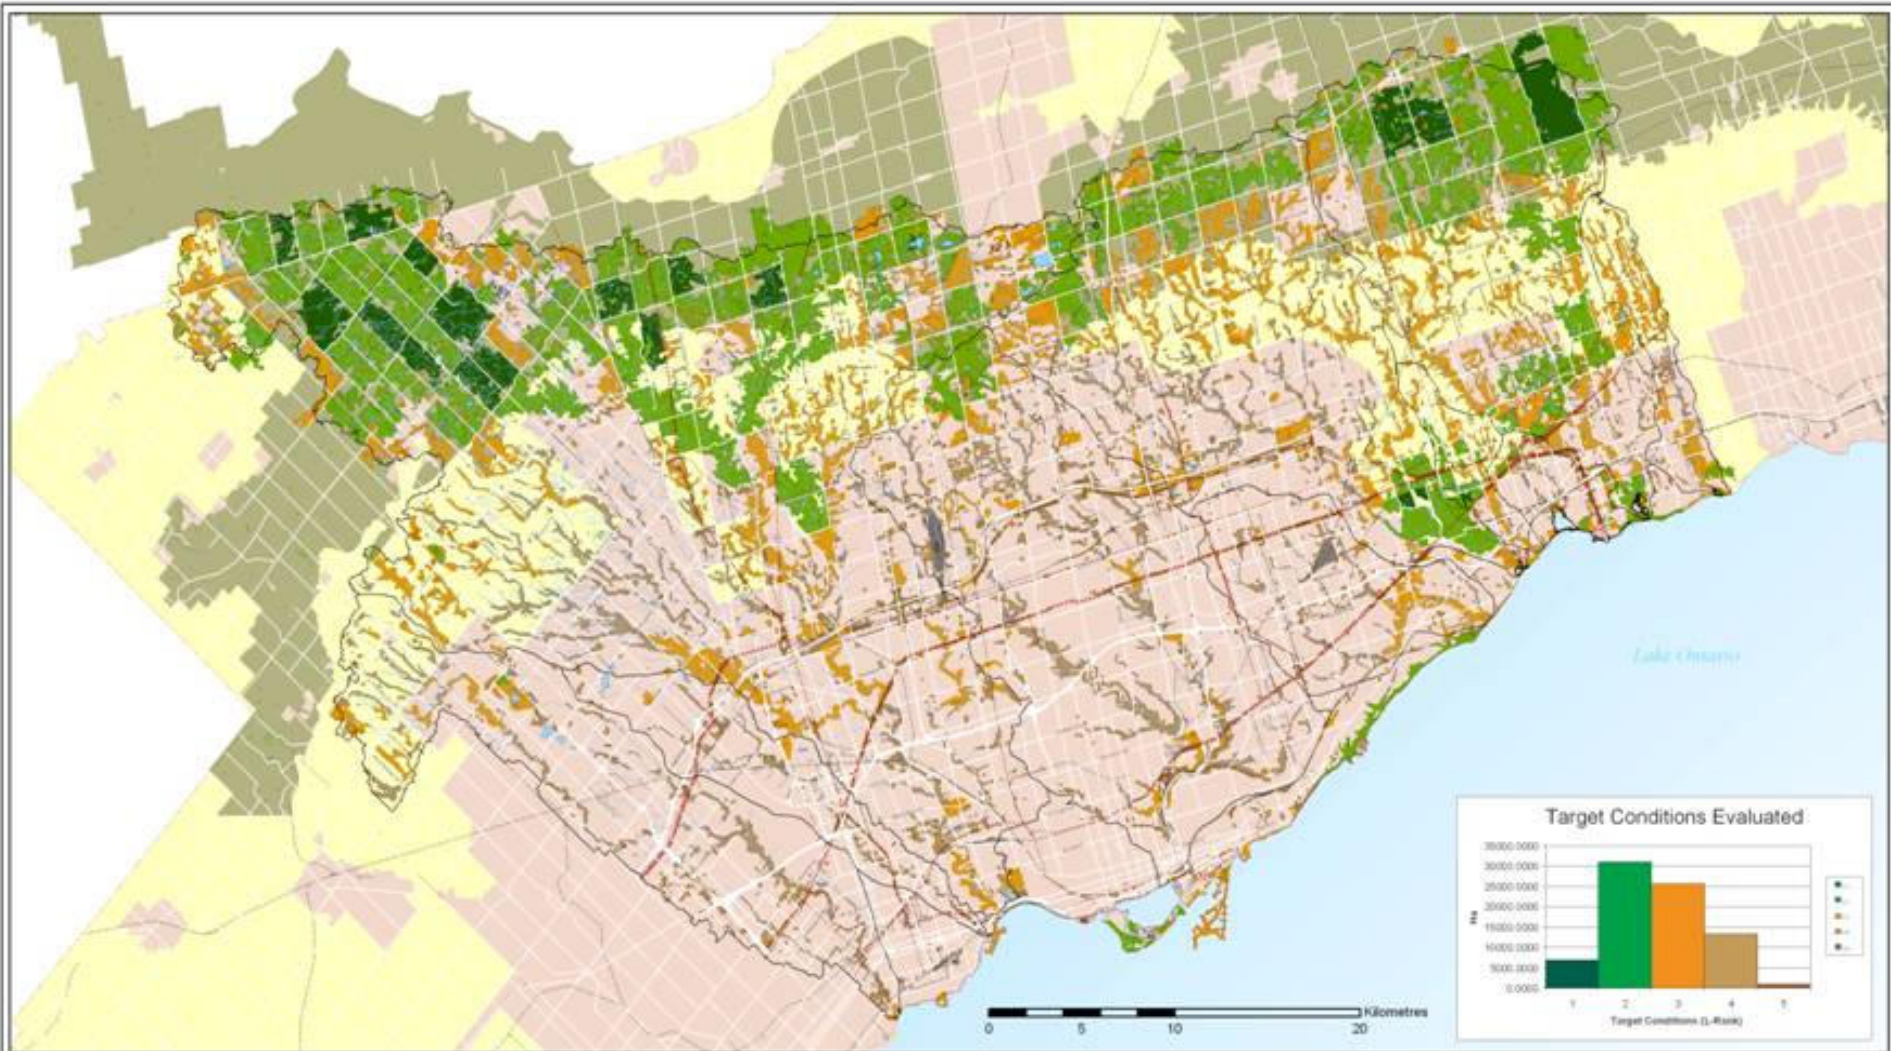 Lake Ontario
Target Conditions Evaluated
35000.0000
30000.0000
25000.0000
20000.0000
15000.0000
10000.0000
5000.0000
0.0000
Ha
1 2 3 4 5
Target Conditions (L-Rank)
Kilometres
0 5 10 20